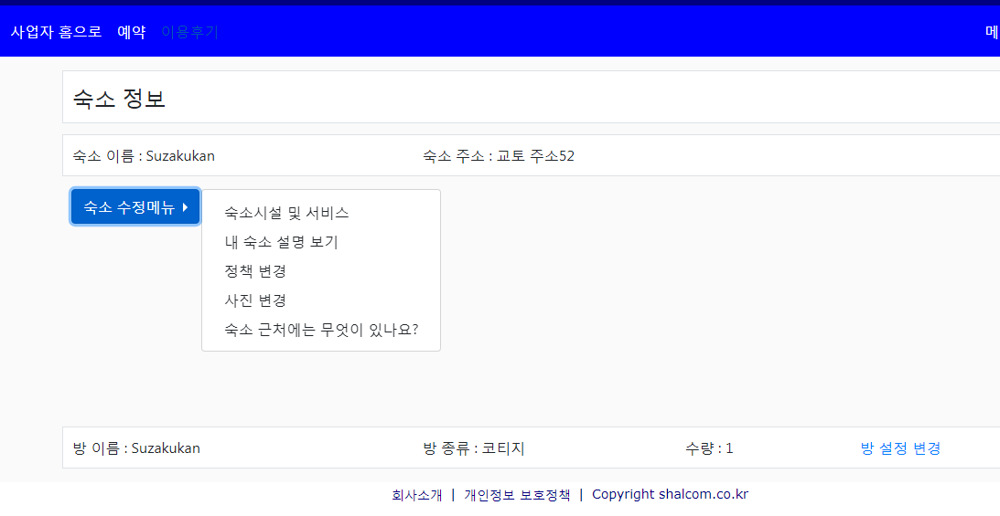 사업자 홈으로 예약 이용후기 메
숙소 정보
숙소 이름 : Suzakukan 숙소 주소 : 교토 주소52
숙소 수정메뉴
숙소시설 및 서비스
내 숙소 설명 보기
정책 변경
사진 변경
숙소 근처에는 무엇이 있나요?
방 이름 : Suzakukan 방 종류 : 코티지 수량 : 1 방 설정 변경
회사소개 | 개인정보 보호정책 | Copyright shalcom.co.kr